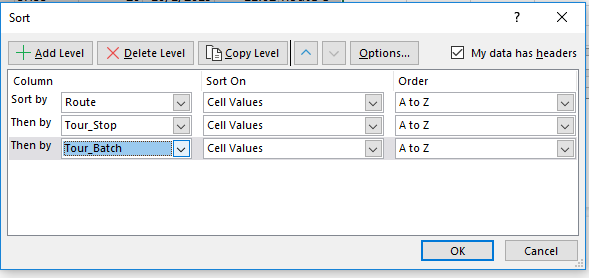 Sort
? ×
Add Level Delete Level Copy Level Options... My data has headers
Column Sort On Order
Sort by Route Cell Values A to Z
Then by Tour_Stop Cell Values A to Z
Then by Tour_Batch Cell Values A to Z
OK Cancel